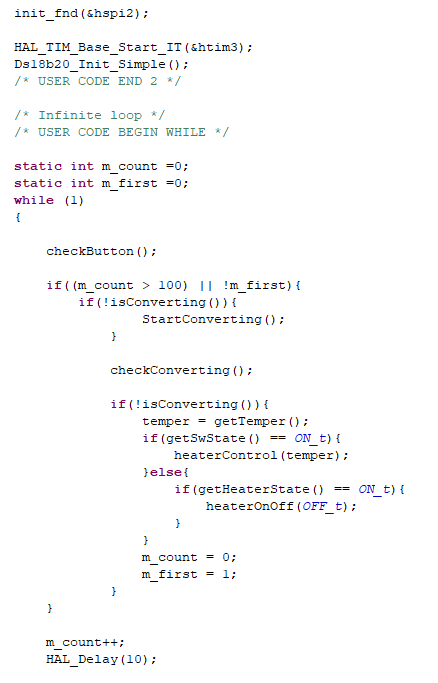 init_fnd(&hspi2);
HAL_TIM_Base_Start_IT(&htim3);
Ds18b20_Init_Simple();
/* USER CODE END 2 */
/* Infinite loop */
/* USER CODE BEGIN WHILE */
static int m_count =0;
static int m_first =0;
while (1)
{
checkButton();
if((m_count > 100) || !m_first){
if(!isConverting()){
StartConverting();
}
checkConverting();
if(!isConverting()){
temper = getTemper();
if(getSwState() == ON_t){
heaterControl(temper);
}else{
if(getHeaterState() == ON_t){
heaterOnOff(OFF_t);
}
}
m_count = 0;
m_first = 1;
}
}
m_count++;
HAL_Delay(10);